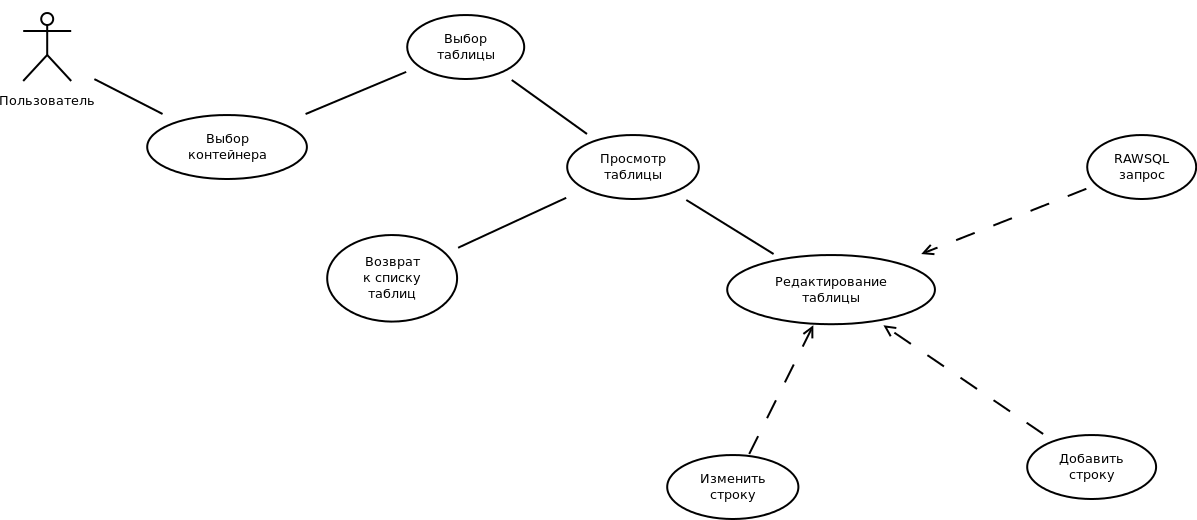 Пользователь
Выбор
контейнера
Выбор
таблицы
Просмотр
таблицы
Возврат
к списку
таблиц
Редактирование
таблицы
RAWSQL
запрос
Изменить
строку
Добавить
строку